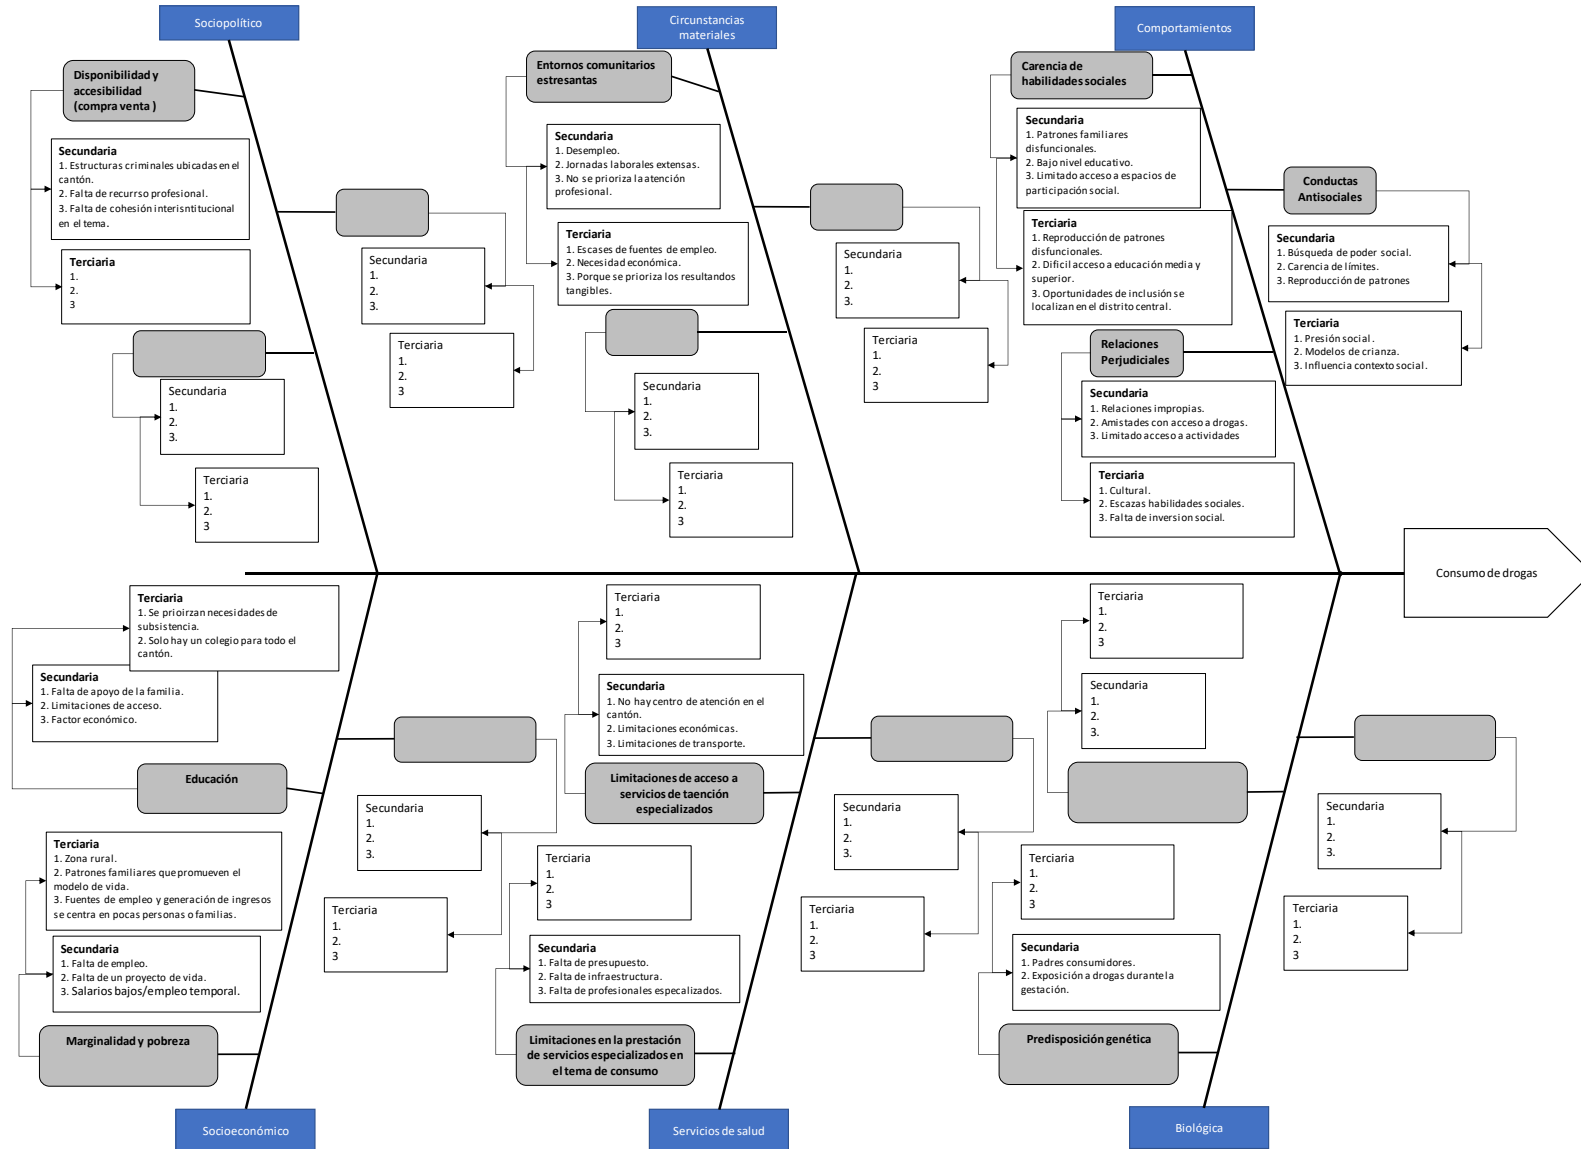 Sociopolítico
Circunstancias
materiales
Comportamientos
Disponibilidad y
accesibilidad
(compra venta )
Secundaria
1. Estructuras criminales ubicadas en el
cantón.
2. Falta de recurrso profesional.
3. Falta de cohesión interisntitucional
en el tema.
Terciaria
1.
2.
3
Secundaria
1.
2.
3.
Terciaria
1.
2.
3
Secundaria
1.
2.
3.
Terciaria
1.
2.
3
Entornos comunitarios
estresantas
Secundaria
1. Desempleo.
2. Jornadas laborales extensas.
3. No se prioriza la atención
profesional.
Terciaria
1. Escases de fuentes de empleo.
2. Necesidad económica.
3. Porque se prioriza los resultandos
tangibles.
Secundaria
1.
2.
3.
Terciaria
1.
2.
3
Secundaria
1.
2.
3.
Terciaria
1.
2.
3
Carencia de
habilidades sociales
Secundaria
1. Patrones familiares
disfuncionales.
2. Bajo nivel educativo.
3. Limitado acceso a espacios de
participación social.
Terciaria
1. Reproducción de patrones
disfuncionales.
2. Dificil acceso a educación media y
superior.
3. Oportunidades de inclusión se
localizan en el distrito central.
Conductas
Antisociales
Secundaria
1. Búsqueda de poder social.
2. Carencia de límites.
3. Reproducción de patrones
Terciaria
1. Presión social .
2. Modelos de crianza.
3. Influencia contexto social .
Relaciones
Perjudiciales
Secundaria
1. Relaciones impropias.
2. Amistades con acceso a drogas.
3. Limitado acceso a actividades
Terciaria
1. Cultural.
2. Escazas habilidades sociales.
3. Falta de inversion social.
Consumo de drogas
Terciaria
1. Se prioirzan necesidades de
subsistencia.
2. Solo hay un colegio para todo el
cantón.
Secundaria
1. Falta de apoyo de la familia.
2. Limitaciones de acceso.
3. Factor económico.
Educación
Terciaria
1. Zona rural.
2. Patrones familiares que promueven el
modelo de vida.
3. Fuentes de empleo y generación de ingresos
se centra en pocas personas o familias.
Secundaria
1. Falta de empleo.
2. Falta de un proyecto de vida.
3. Salarios bajos/empleo temporal.
Marginalidad y pobreza
Secundaria
1.
2.
3.
Terciaria
1.
2.
3
Socioeconómico
Terciaria
1.
2.
3
Secundaria
1. No hay centro de atención en el
cantón.
2. Limitaciones económicas.
3. Limitaciones de transporte.
Limitaciones de acceso a
servicios de taención
especializados
Terciaria
1.
2.
3
Secundaria
1. Falta de presupuesto.
2. Falta de infraestructura.
3. Falta de profesionales especalizados.
Limitaciones en la prestación
de servicios especializados en
el tema de consumo
Secundaria
1.
2.
3.
Terciaria
1.
2.
3
Servicios de salud
Terciaria
1.
2.
3
Secundaria
1.
2.
3.
Terciaria
1.
2.
3
Secundaria
1. Padres consumidores.
2. Exposición a drogas durante la
gestación.
Predisposición genética
Secundaria
1.
2.
3.
Terciaria
1.
2.
3
Biológica